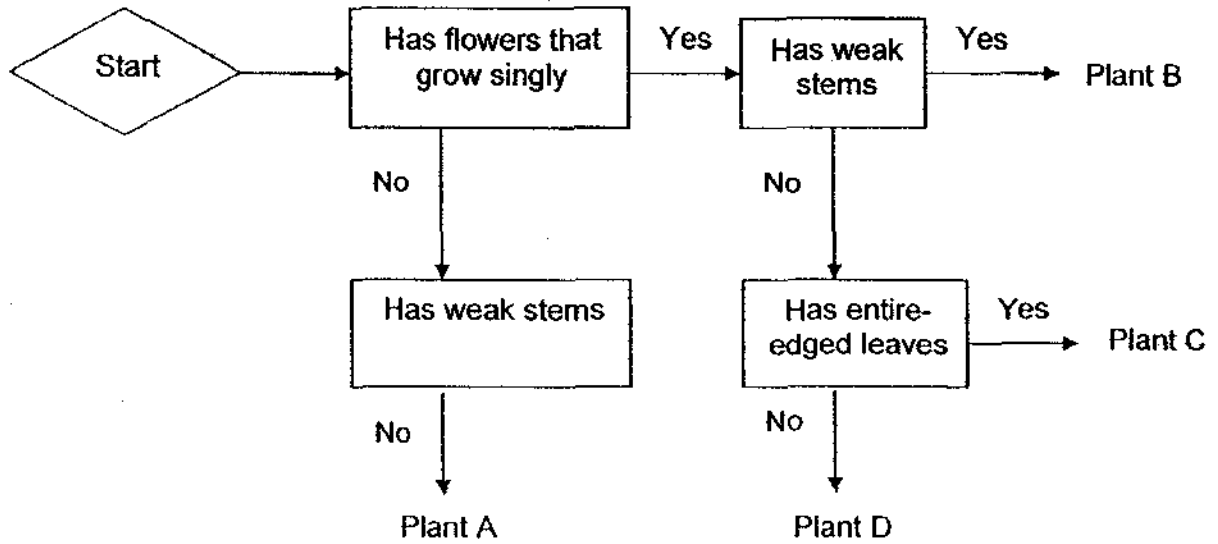 Start
Has flowers that
grow singly
Yes
Has weak
stems
Yes
Plant B
No
No
Has weak stems
Has entire-
edged leaves
Yes
Plant C
No
No
Plant A
Plant D